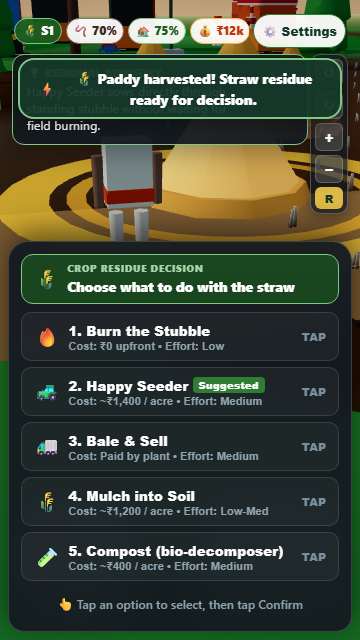 S1
70%
75%
₹12k
Settings
Paddy harvested! Straw residue
ready for decision.
field burning.
+
−
R
CROP RESIDUE DECISION
Choose what to do with the straw
1. Burn the Stubble
Cost: ₹0 upfront • Effort: Low
TAP
2. Happy Seeder Suggested
Cost: ~₹1,400 / acre • Effort: Medium
TAP
3. Bale & Sell
Cost: Paid by plant • Effort: Medium
TAP
4. Mulch into Soil
Cost: ~₹1,200 / acre • Effort: Low-Med
TAP
5. Compost (bio-decomposer)
Cost: ~₹400 / acre • Effort: Medium
TAP
Tap an option to select, then tap Confirm